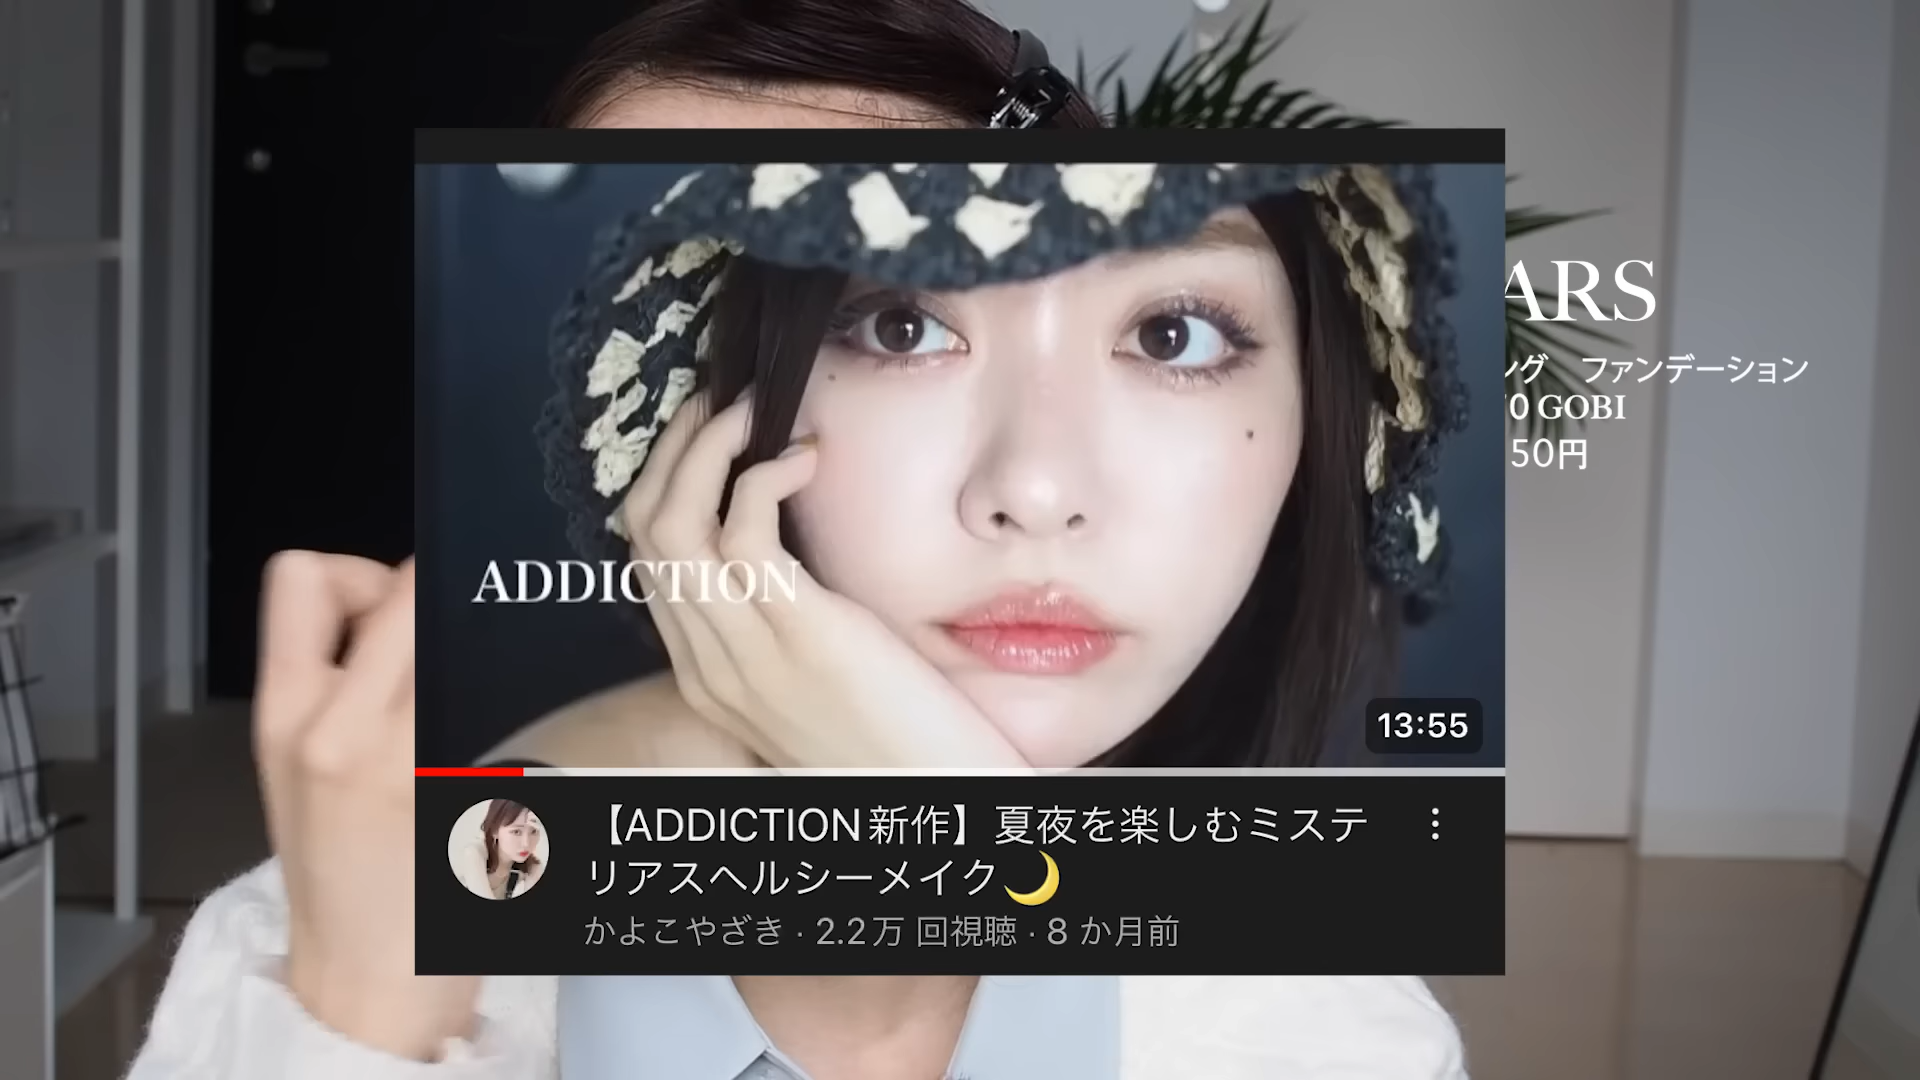 ARS
ング ファンデーション
0 GOBI
50円
ADDICTION
13:55
【ADDICTION新作】夏夜を楽しむミステ
リアスヘルシーメイク🌙
かよこやざき · 2.2万 回視聴 · 8 か月前